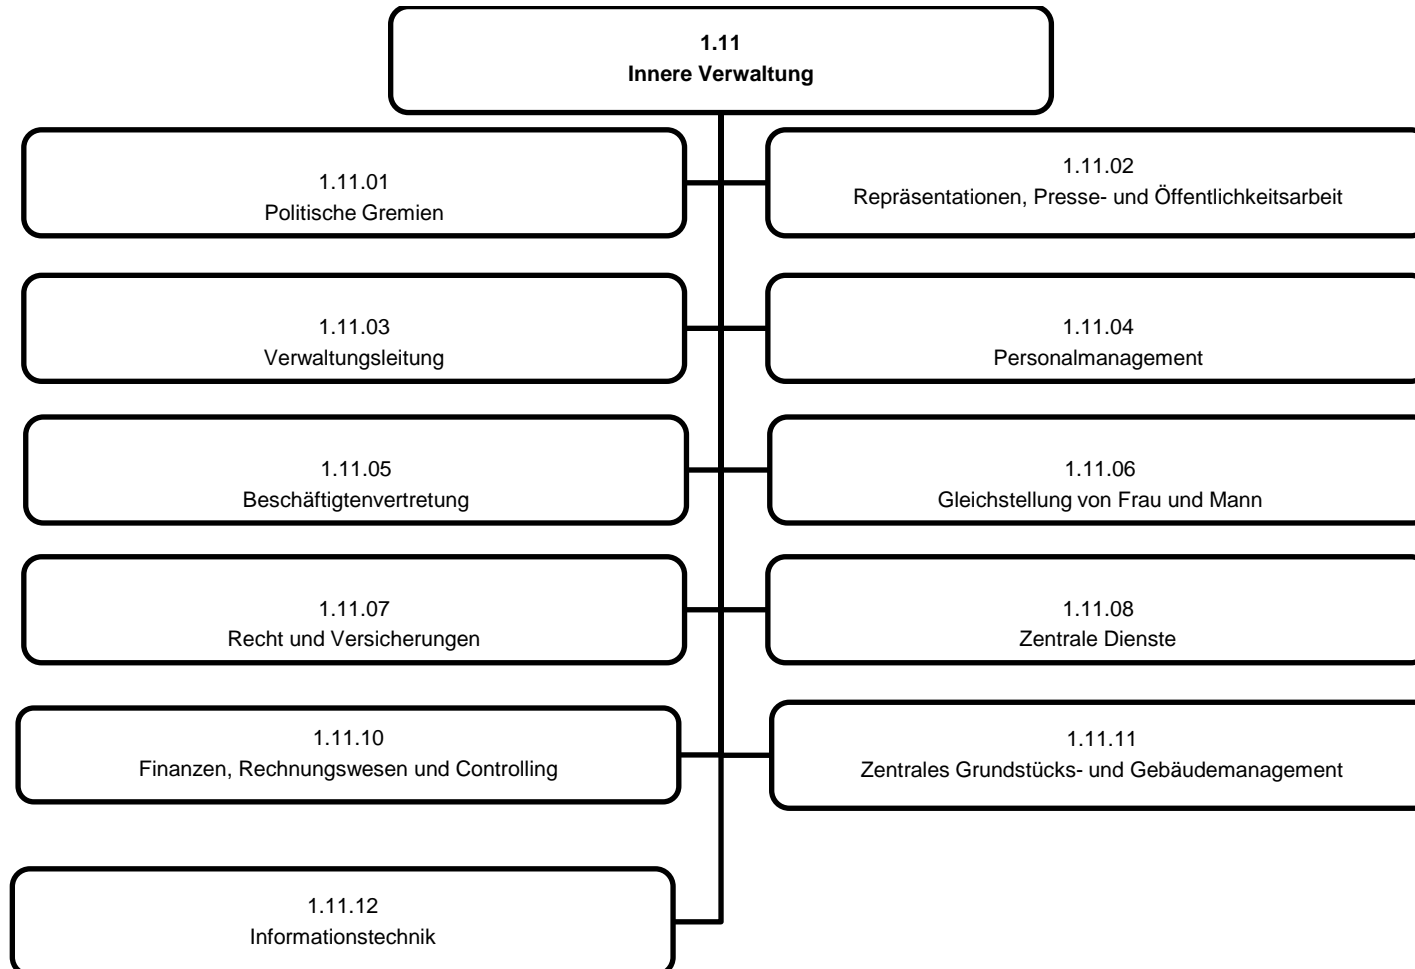 1.11
Innere Verwaltung
1.11.01
Politische Gremien
1.11.02
Repräsentationen, Presse- und Öffentlichkeitsarbeit
1.11.03
Verwaltungsleitung
1.11.04
Personalmanagement
1.11.05
Beschäftigtenvertretung
1.11.06
Gleichstellung von Frau und Mann
1.11.07
Recht und Versicherungen
1.11.08
Zentrale Dienste
1.11.10
Finanzen, Rechnungswesen und Controlling
1.11.11
Zentrales Grundstücks- und Gebäudemanagement
1.11.12
Informationstechnik